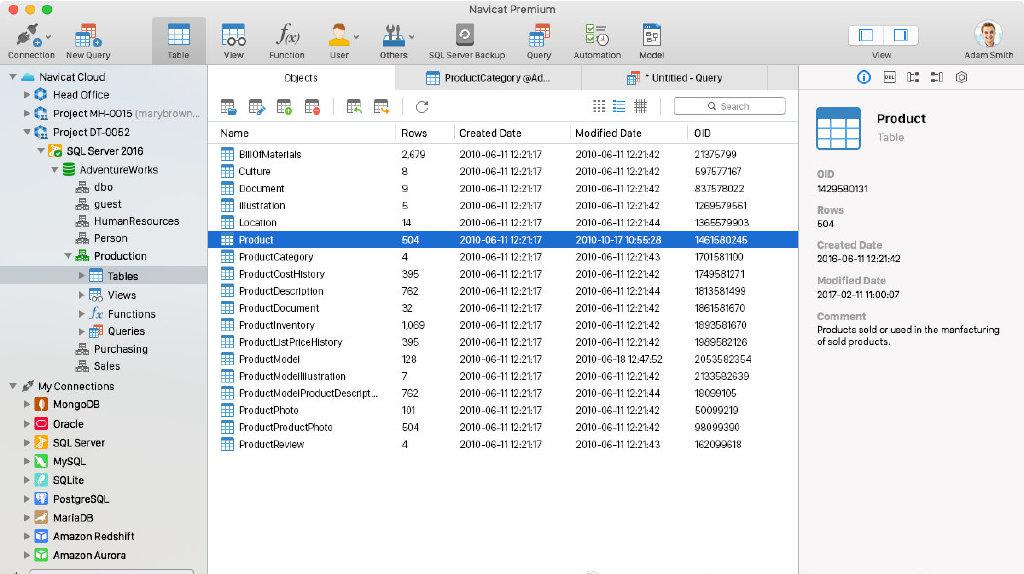 Navicat Premium
Connection New Query Table View Function User Others SQL Server Backup Query Automation Model View Adam Smith
Objects ProductCategory @Ad... * Untitled - Query
Search
Navicat Cloud
Head Office
Project MH-0015 (marybrown...
Project DT-0052
SQL Server 2016
AdventureWorks
dbo
guest
HumanResources
Person
Production
Tables
Views
Functions
Queries
Purchasing
Sales
My Connections
MongoDB
Oracle
SQL Server
MySQL
SQLite
PostgreSQL
MariaDB
Amazon Redshift
Amazon Aurora
Name Rows Created Date Modified Date OID
BillOfMaterials 2,679 2010-06-11 12:21:17 2010-06-11 12:21:42 21375799
Culture 8 2010-06-11 12:21:17 2010-06-11 12:21:42 597577167
Document 9 2010-06-11 12:21:17 2010-06-11 12:21:42 837578022
Illustration 5 2010-06-11 12:21:17 2010-06-11 12:21:42 1269579561
Location 14 2010-06-11 12:21:17 2010-06-11 12:21:44 1365579903
Product 504 2010-06-11 12:21:17 2010-10-17 10:55:28 1461580245
ProductCategory 4 2010-06-11 12:21:17 2010-06-11 12:21:43 1701581100
ProductCostHistory 395 2010-06-11 12:21:17 2010-06-11 12:21:42 1749581271
ProductDescription 762 2010-06-11 12:21:17 2010-06-11 12:21:44 1813581499
ProductDocument 32 2010-06-11 12:21:17 2010-06-11 12:21:42 1861581670
ProductInventory 1,069 2010-06-11 12:21:17 2010-06-11 12:21:44 1893581670
ProductListPriceHistory 395 2010-06-11 12:21:17 2010-06-11 12:21:42 1989582126
ProductModel 128 2010-06-11 12:21:17 2010-06-18 12:47:52 2053582354
ProductModelIllustration 7 2010-06-11 12:21:17 2010-06-11 12:21:42 2133582639
ProductModelProductDescript... 762 2010-06-11 12:21:17 2010-06-11 12:21:44 18099105
ProductPhoto 101 2010-06-11 12:21:17 2010-06-11 12:21:42 50099219
ProductProductPhoto 504 2010-06-11 12:21:17 2010-06-11 12:21:42 98099390
ProductReview 4 2010-06-11 12:21:17 2010-06-11 12:21:43 162099618
Product
Table
OID
1429580131
Rows
504
Created Date
2016-06-11 12:21:42
Modified Date
2017-02-11 11:00:07
Comment
Products sold or used in the manfacturing
of sold products.